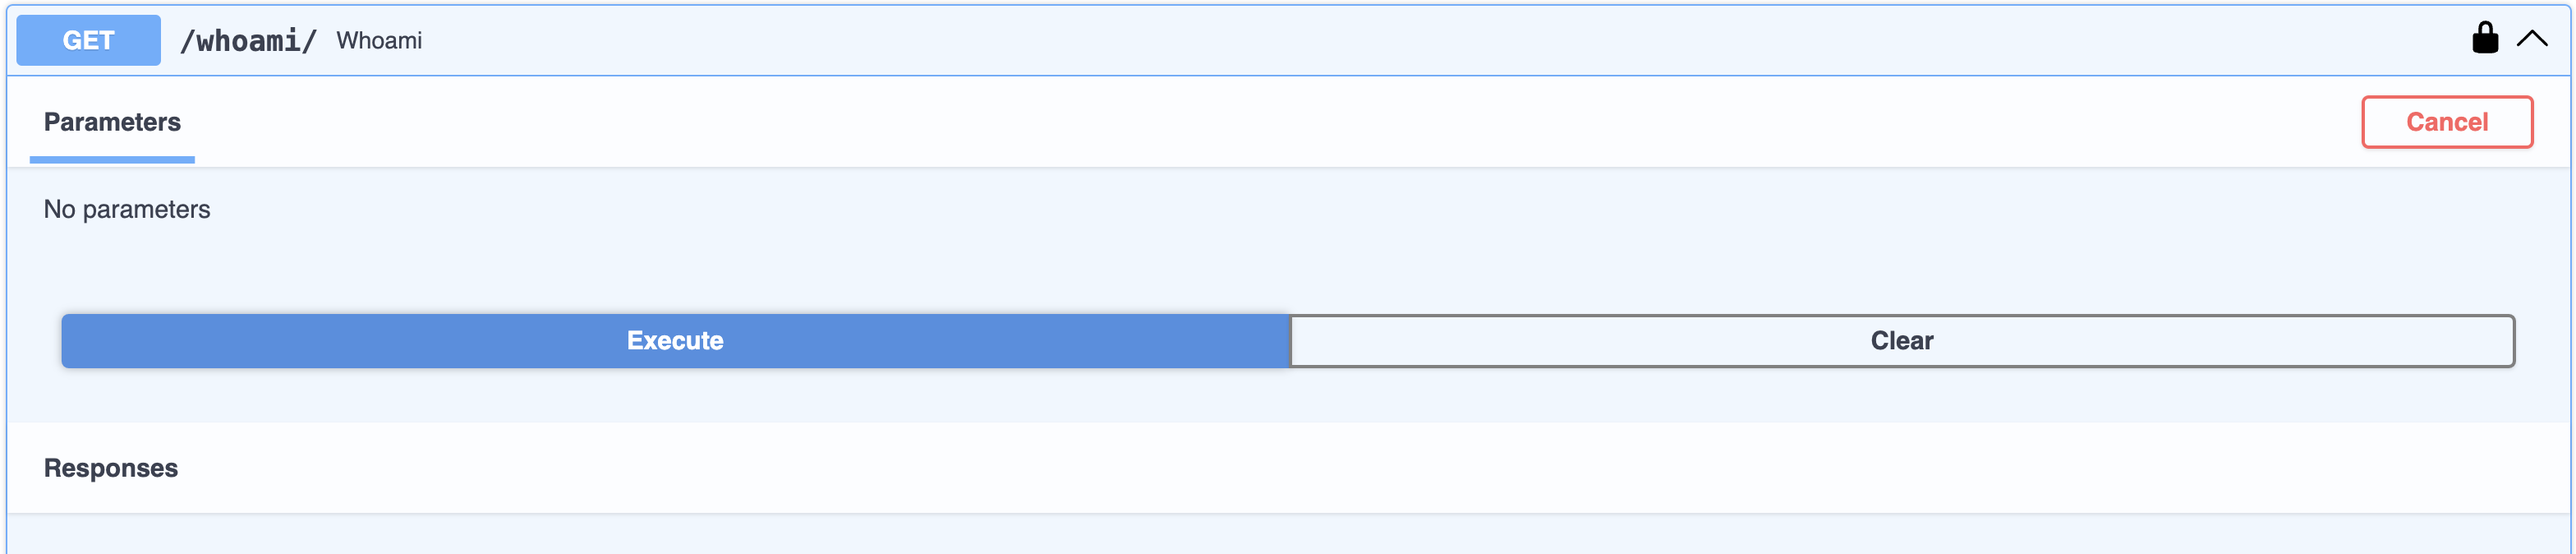 GET /whoami/ Whoami
Parameters
Cancel
No parameters
Execute
Clear
Responses